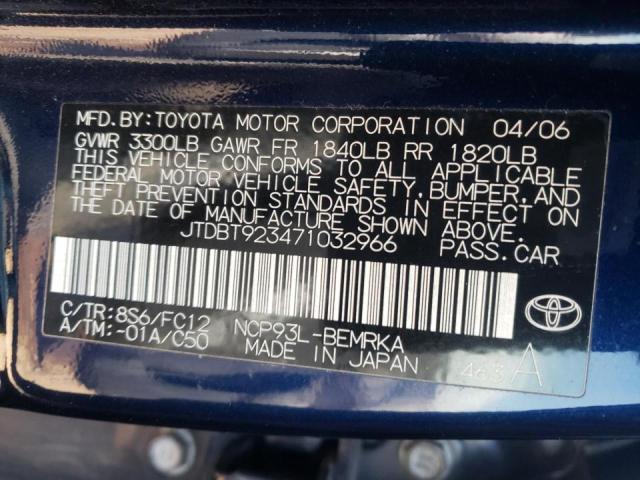 MFD. BY: TOYOTA MOTOR CORPORATION 04/06
GVWR 3300LB GAWR FR 1840LB RR 1820LB
THIS VEHICLE CONFORMS TO ALL APPLICABLE
FEDERAL MOTOR VEHICLE SAFETY, BUMPER, AND
THEFT PREVENTION STANDARDS IN EFFECT ON
THE DATE OF MANUFACTURE SHOWN ABOVE.
JTDBT923471032966 PASS. CAR
C/TR: 8S6/FC12 NCP93L-BEMRKA
A/TM: -01A/C50 MADE IN JAPAN
463 A